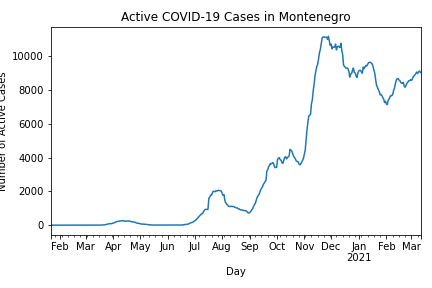 Active COVID-19 Cases in Montenegro
Number of Active Cases
10000
8000
6000
4000
2000
0
Feb Mar Apr May Jun Jul Aug Sep Oct Nov Dec Jan Feb Mar
2021
Day